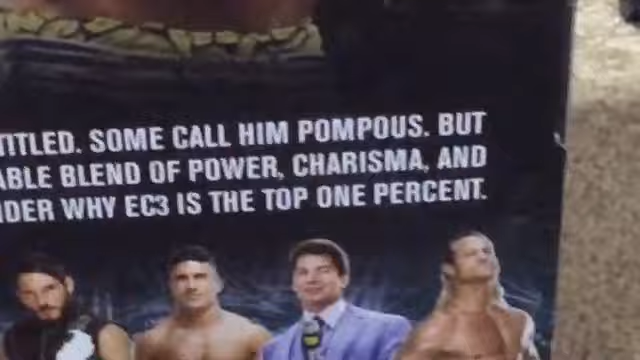 TITLED. SOME CALL HIM POMPOUS. BUT
ABLE BLEND OF POWER, CHARISMA, AND
DER WHY EC3 IS THE TOP ONE PERCENT.